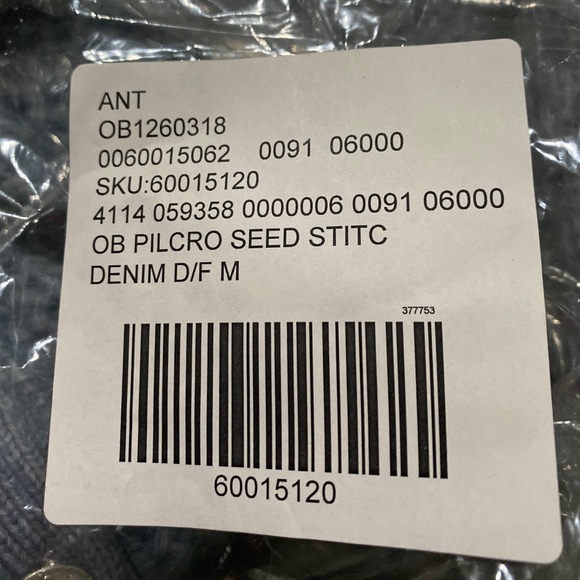 ANT
OB1260318
0060015062 0091 06000
SKU:60015120
4114 059358 0000006 0091 06000
OB PILCRO SEED STITC
DENIM D/F M
377753
60015120